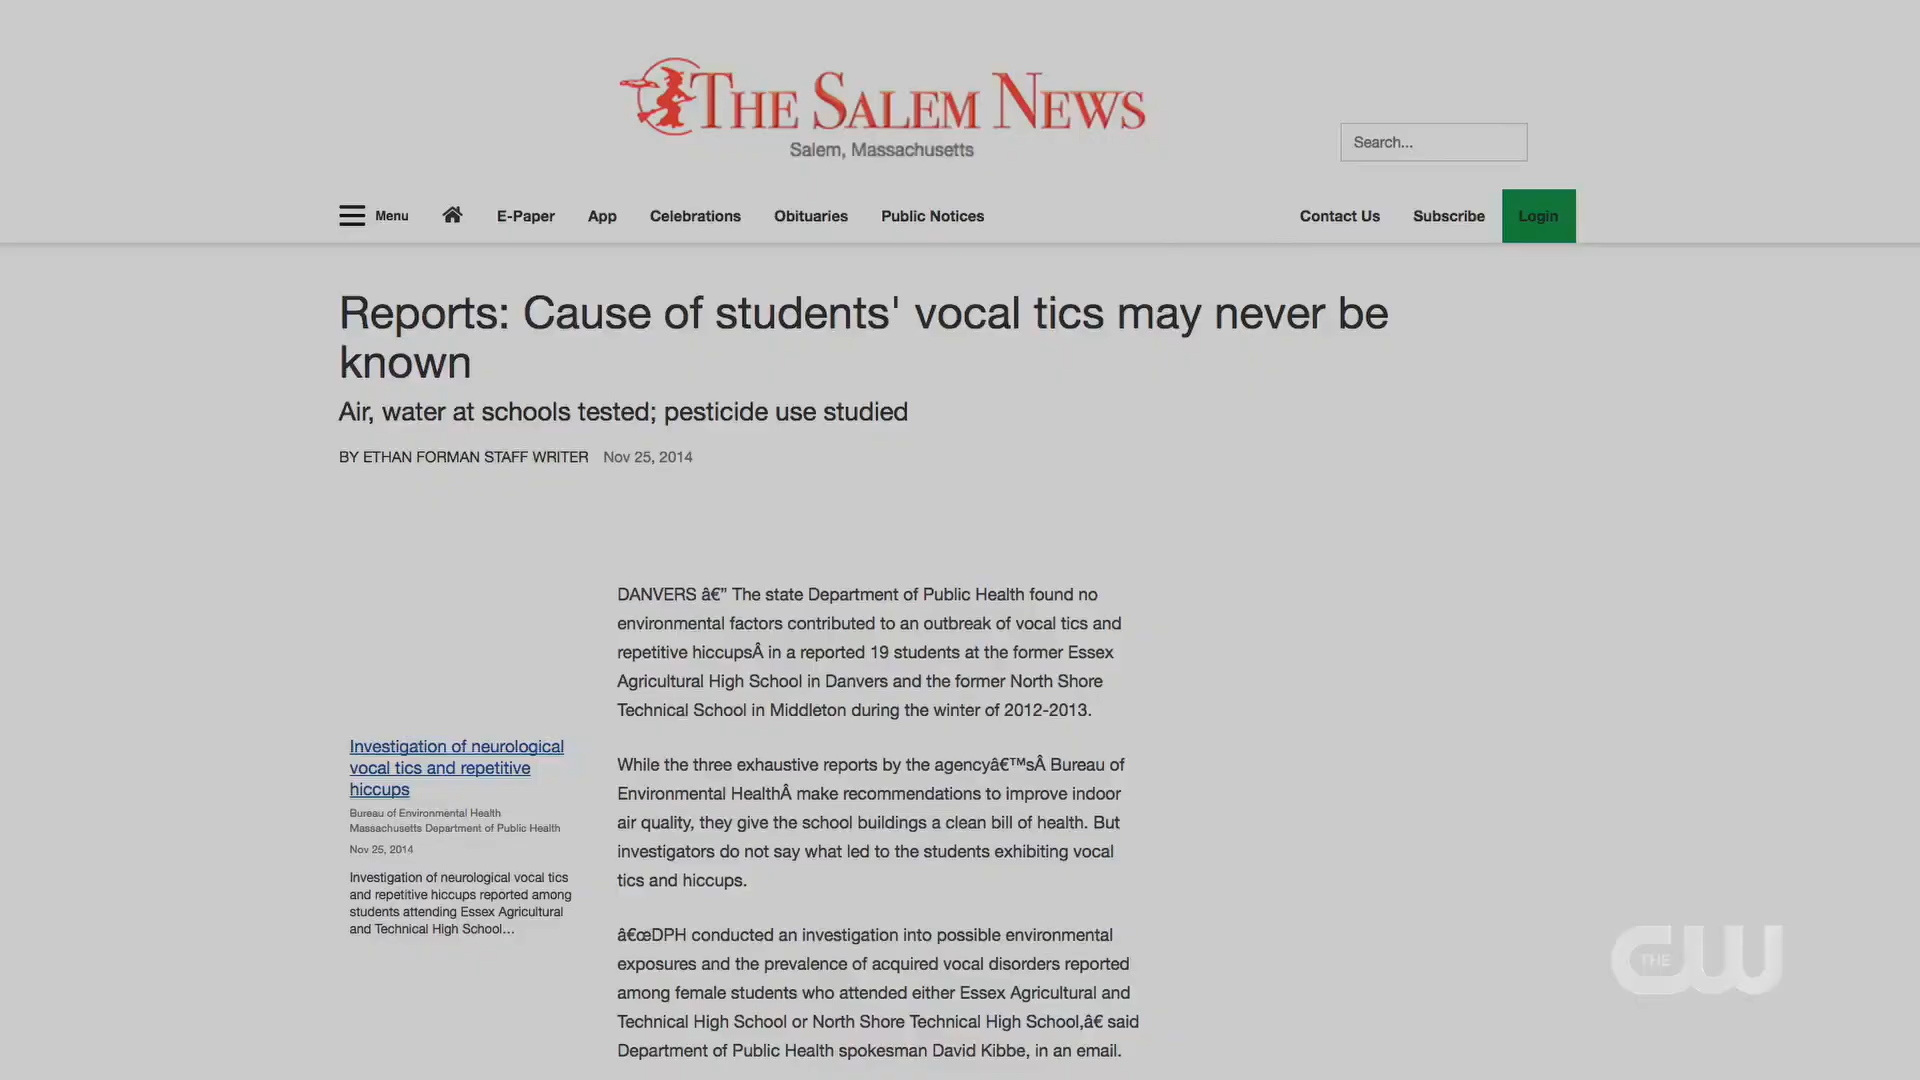 THE SALEM NEWS
Salem, Massachusetts
Search...
Menu
E-Paper
App
Celebrations
Obituaries
Public Notices
Contact Us
Subscribe
Login
Reports: Cause of students' vocal tics may never be
known
Air, water at schools tested; pesticide use studied
BY ETHAN FORMAN STAFF WRITER Nov 25, 2014
Investigation of neurological
vocal tics and repetitive
hiccups
Bureau of Environmental Health
Massachusetts Department of Public Health
Nov 25, 2014
Investigation of neurological vocal tics
and repetitive hiccups reported among
students attending Essex Agricultural
and Technical High School...
DANVERS â€” The state Department of Public Health found no
environmental factors contributed to an outbreak of vocal tics and
repetitive hiccupsÂ in a reported 19 students at the former Essex
Agricultural High School in Danvers and the former North Shore
Technical School in Middleton during the winter of 2012-2013.
While the three exhaustive reports by the agencyâ€™sÂ Bureau of
Environmental HealthÂ make recommendations to improve indoor
air quality, they give the school buildings a clean bill of health. But
investigators do not say what led to the students exhibiting vocal
tics and hiccups.
â€œDPH conducted an investigation into possible environmental
exposures and the prevalence of acquired vocal disorders reported
among female students who attended either Essex Agricultural and
Technical High School or North Shore Technical High School,â€ said
Department of Public Health spokesman David Kibbe, in an email.
THE CW